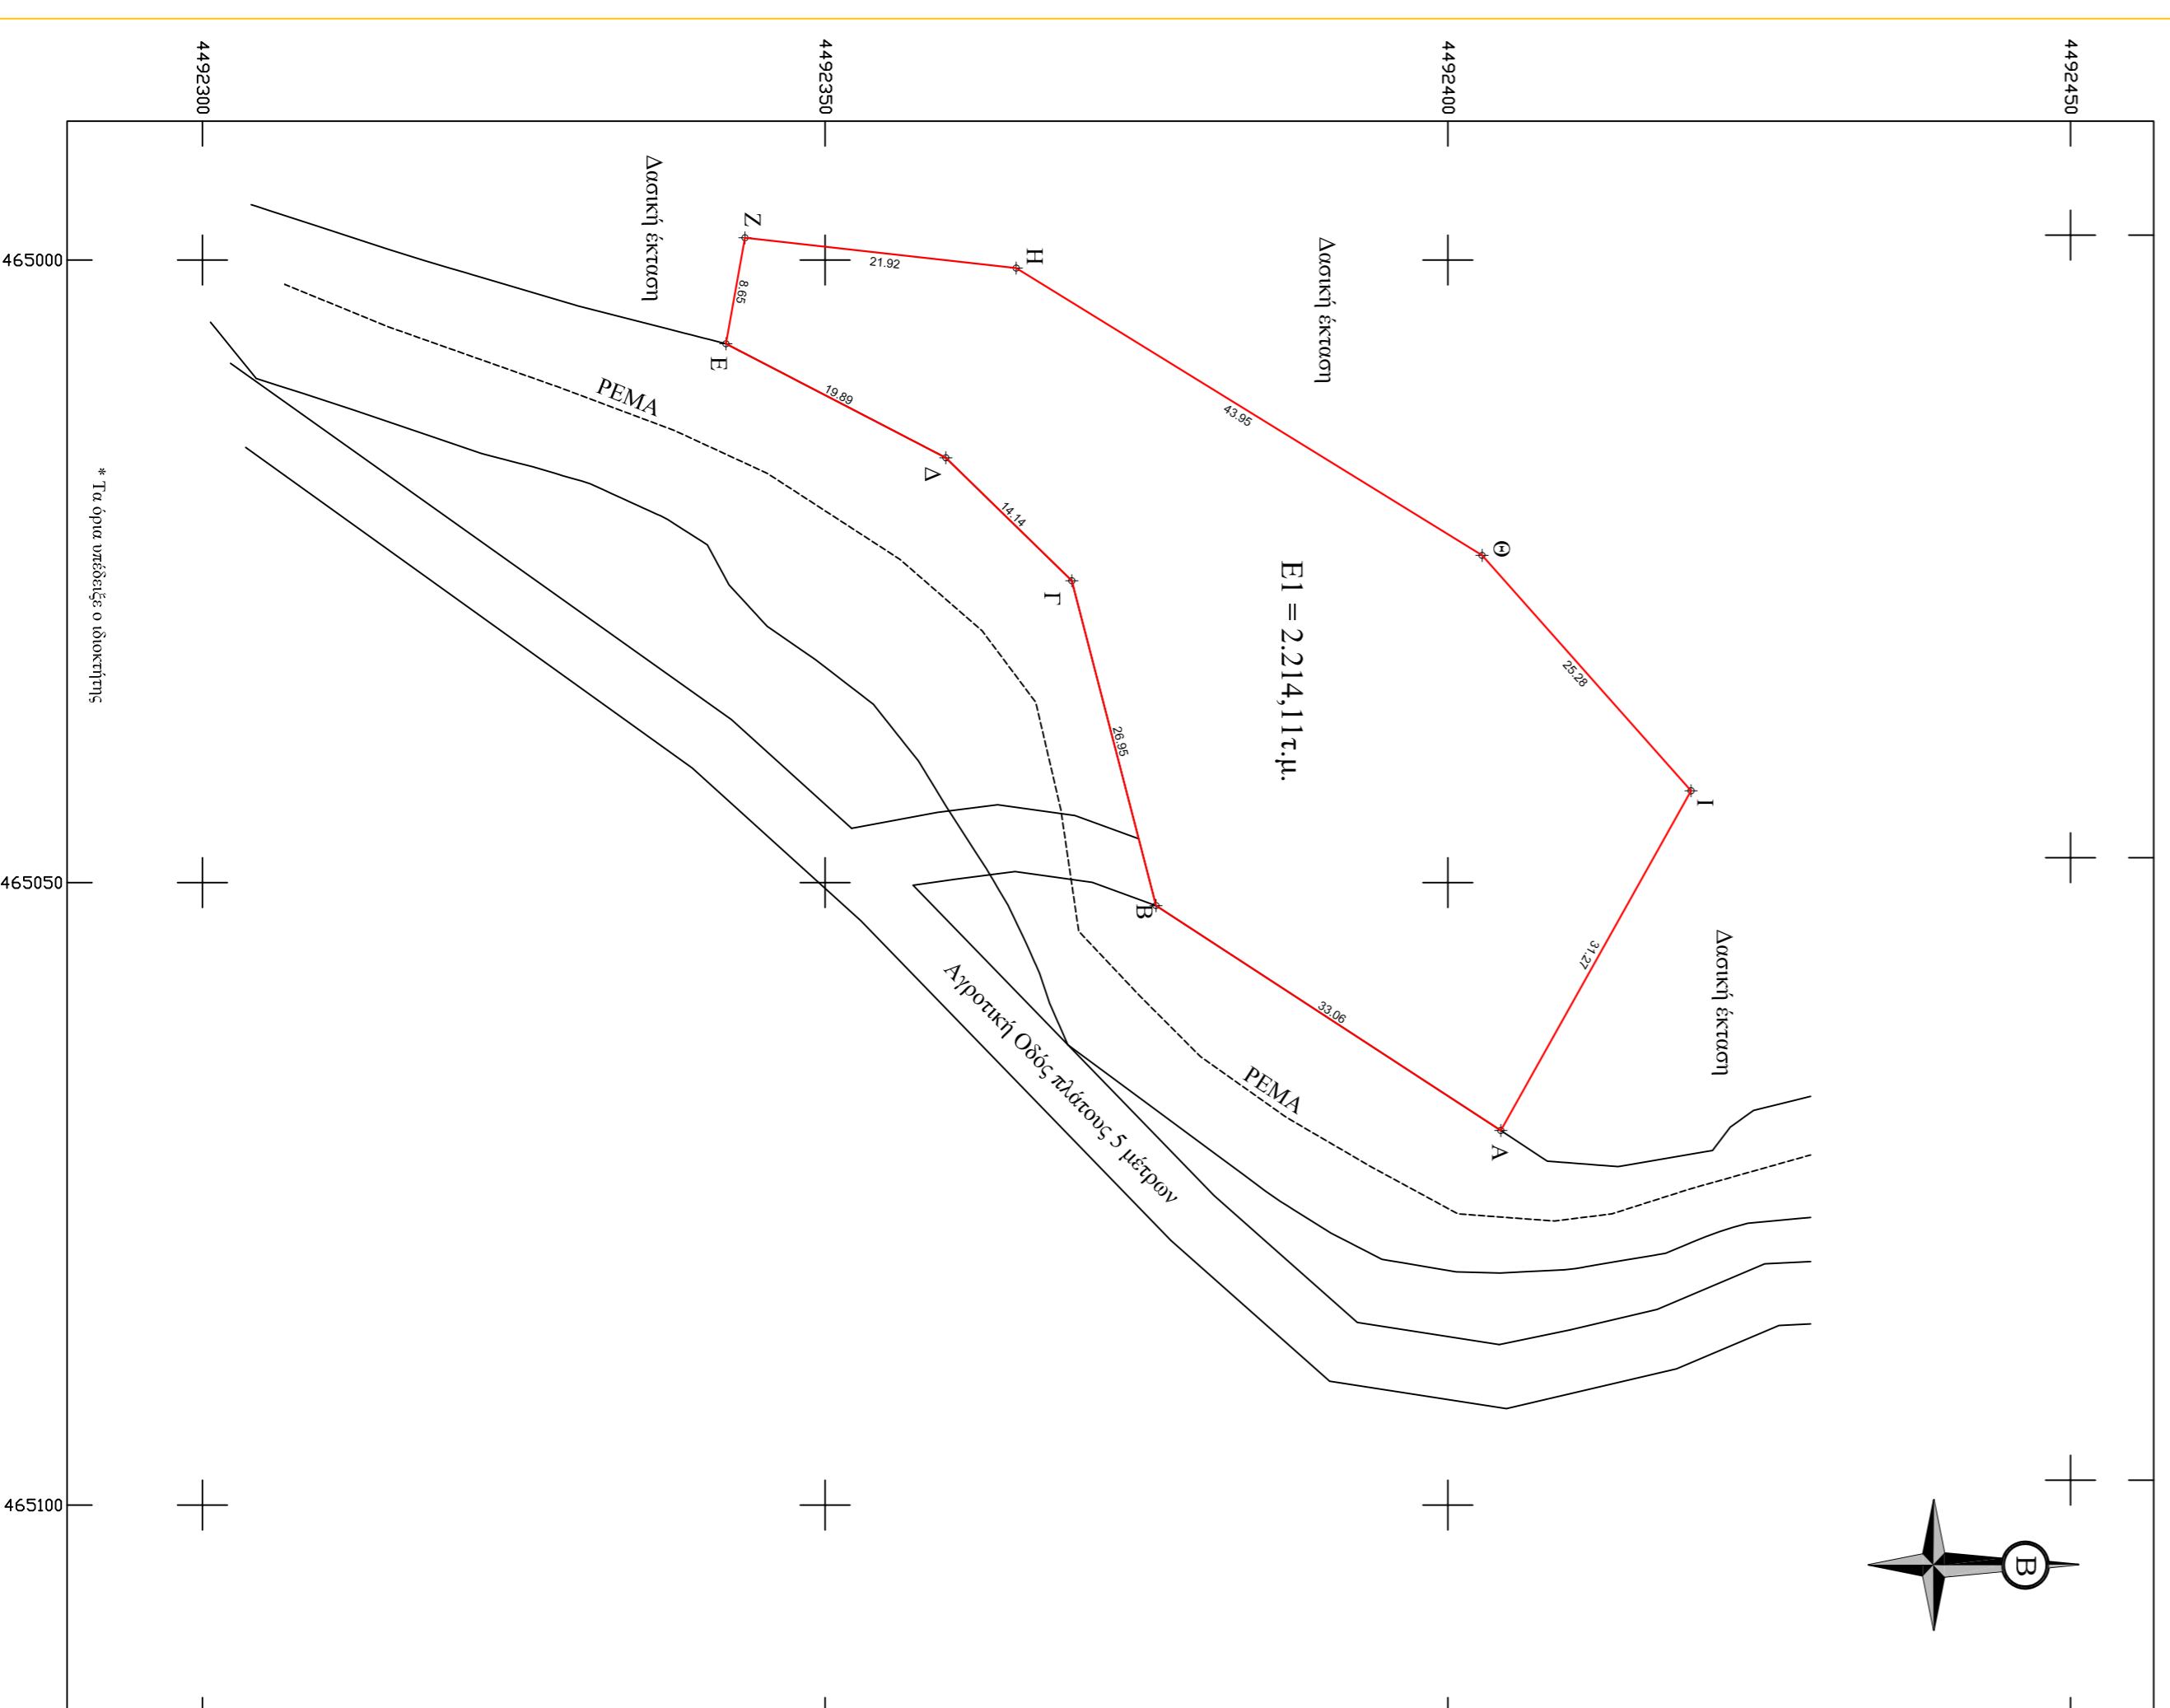 4492300
4492350
4492400
4492450
465000
465050
465100
Δασική έκταση
Δασική έκταση
Δασική έκταση
Z
H
Θ
I
A
B
Γ
Δ
E
21.92
43.95
25.28
31.27
33.06
26.95
14.14
19.89
8.65
E1 = 2.214,11τ.μ.
ΡΕΜΑ
ΡΕΜΑ
Αγροτική Οδός πλάτους 5 μέτρων
* Τα όρια υπέδειξε ο ιδιοκτήτης
B